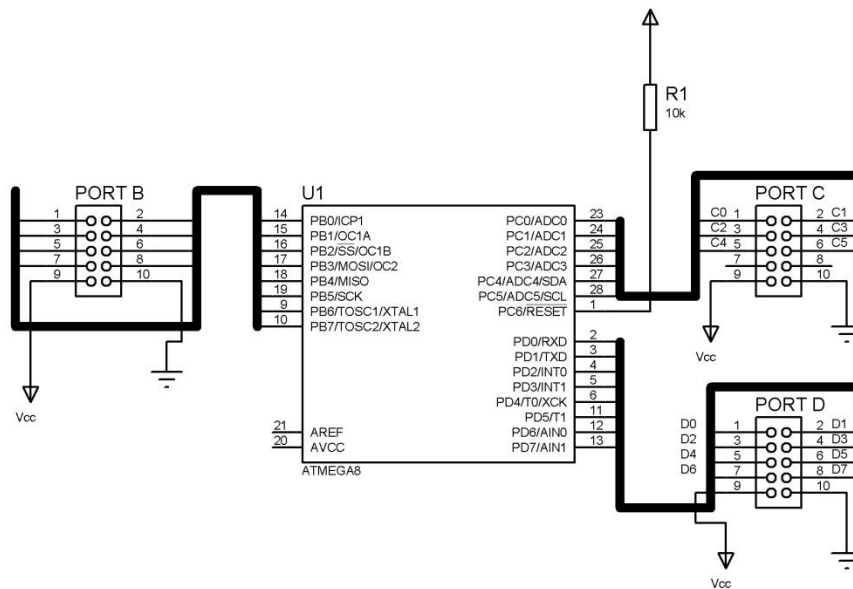 R1
10k
PORT B
1 2
3 4
5 6
7 8
9 10
Vcc
U1
14 PB0/ICP1
15 PB1/OC1A
16 PB2/SS/OC1B
17 PB3/MOSI/OC2
18 PB4/MISO
19 PB5/SCK
9 PB6/TOSC1/XTAL1
10 PB7/TOSC2/XTAL2
21 AREF
20 AVCC
PC0/ADC0 23
PC1/ADC1 24
PC2/ADC2 25
PC3/ADC3 26
PC4/ADC4/SDA 27
PC5/ADC5/SCL 28
PC6/RESET 1
PD0/RXD 2
PD1/TXD 3
PD2/INT0 4
PD3/INT1 5
PD4/T0/XCK 6
PD5/T1 11
PD6/AIN0 12
PD7/AIN1 13
ATMEGA8
PORT C
C0 1 2 C1
C2 3 4 C3
C4 5 6 C5
7 8
9 10
Vcc
PORT D
D0 1 2 D1
D2 3 4 D3
D4 5 6 D5
D6 7 8 D7
9 10
Vcc